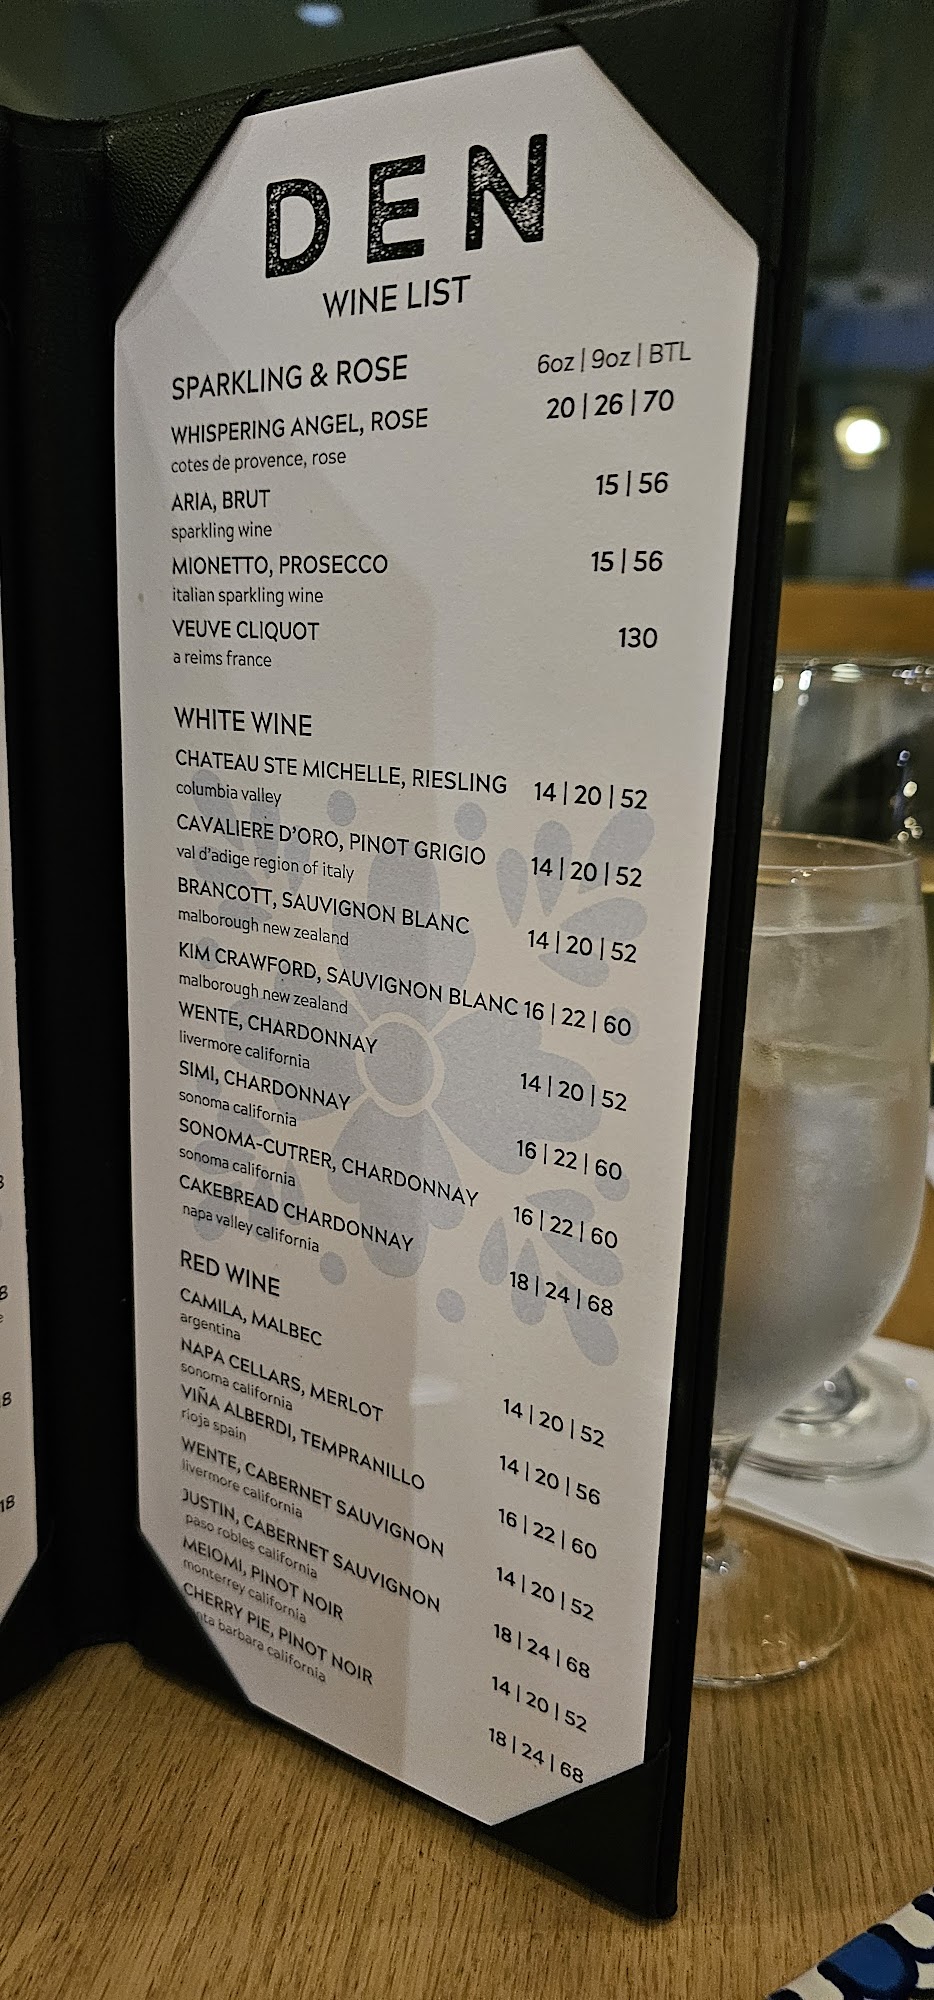 DEN
WINE LIST
SPARKLING & ROSE 6oz | 9oz | BTL
WHISPERING ANGEL, ROSE 20 | 26 | 70
cotes de provence, rose
ARIA, BRUT 15 | 56
sparkling wine
MIONETTO, PROSECCO 15 | 56
italian sparkling wine
VEUVE CLIQUOT 130
a reims france
WHITE WINE
CHATEAU STE MICHELLE, RIESLING 14 | 20 | 52
columbia valley
CAVALIERE D'ORO, PINOT GRIGIO 14 | 20 | 52
val d'adige region of italy
BRANCOTT, SAUVIGNON BLANC 14 | 20 | 52
malborough new zealand
KIM CRAWFORD, SAUVIGNON BLANC 16 | 22 | 60
malborough new zealand
WENTE, CHARDONNAY 14 | 20 | 52
livermore california
SIMI, CHARDONNAY 16 | 22 | 60
sonoma california
SONOMA-CUTRER, CHARDONNAY 16 | 22 | 60
sonoma california
CAKEBREAD CHARDONNAY 18 | 24 | 68
napa valley california
RED WINE
CAMILA, MALBEC 14 | 20 | 52
argentina
NAPA CELLARS, MERLOT 14 | 20 | 56
sonoma california
VIÑA ALBERDI, TEMPRANILLO 16 | 22 | 60
rioja spain
WENTE, CABERNET SAUVIGNON 14 | 20 | 52
livermore california
JUSTIN, CABERNET SAUVIGNON 18 | 24 | 68
paso robles california
MEIOMI, PINOT NOIR 14 | 20 | 52
monterrey california
CHERRY PIE, PINOT NOIR 18 | 24 | 68
nta barbara california